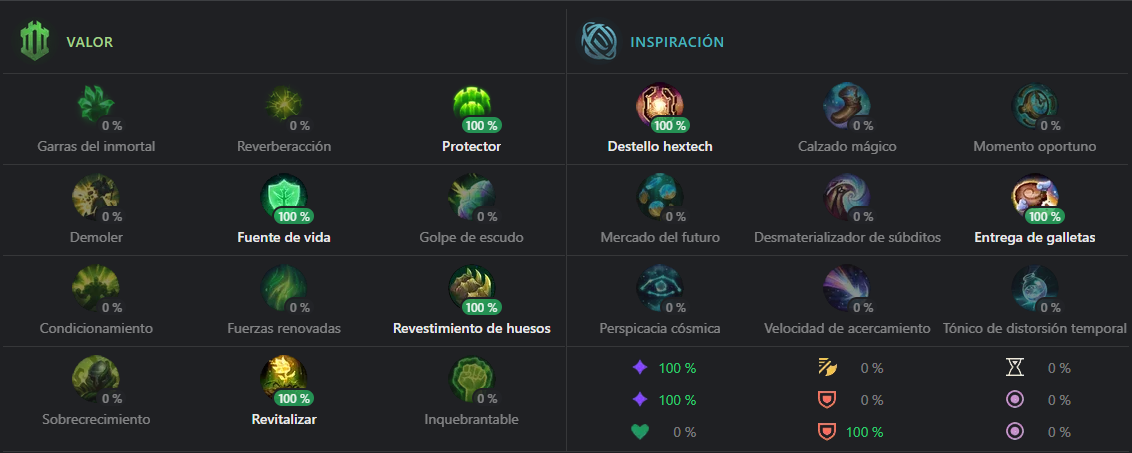 VALOR
0 %
0 %
100 %
Garras del inmortal
Reverberacción
Protector
0 %
100 %
0 %
Demoler
Fuente de vida
Golpe de escudo
0 %
0 %
100 %
Condicionamiento
Fuerzas renovadas
Revestimiento de huesos
0 %
100 %
0 %
Sobrecrecimiento
Revitalizar
Inquebrantable
INSPIRACIÓN
100 %
0 %
0 %
Destello hextech
Calzado mágico
Momento oportuno
0 %
0 %
100 %
Mercado del futuro
Desmaterializador de súbditos
Entrega de galletas
0 %
0 %
0 %
Perspicacia cósmica
Velocidad de acercamiento
Tónico de distorsión temporal
100 %
0 %
0 %
100 %
0 %
0 %
0 %
100 %
0 %